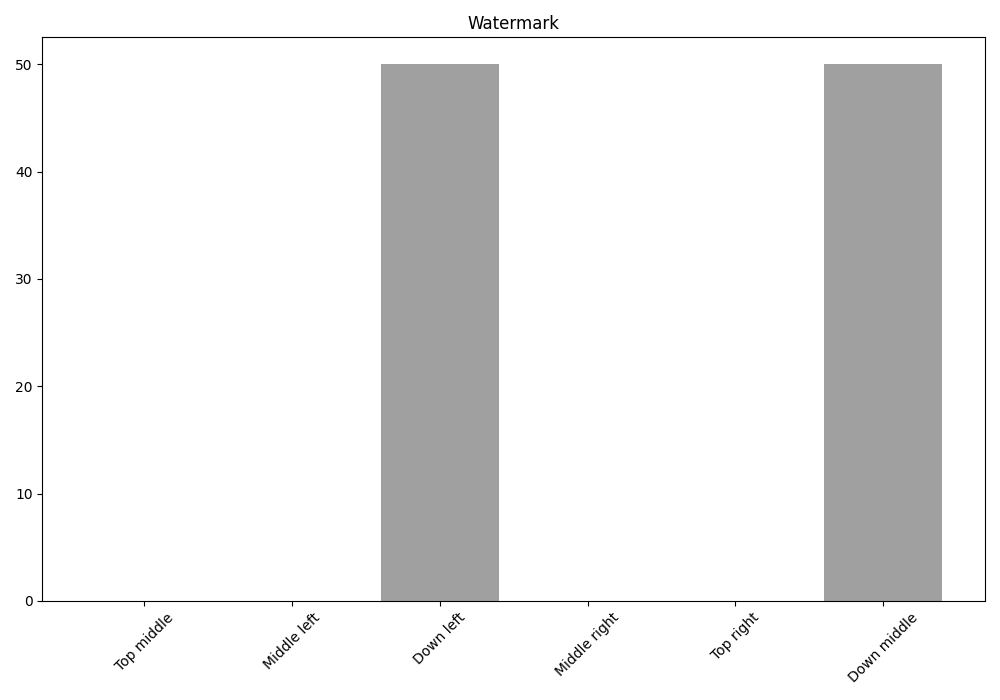 Watermark
50
40
30
20
10
0
Top middle
Middle left
Down left
Middle right
Top right
Down middle